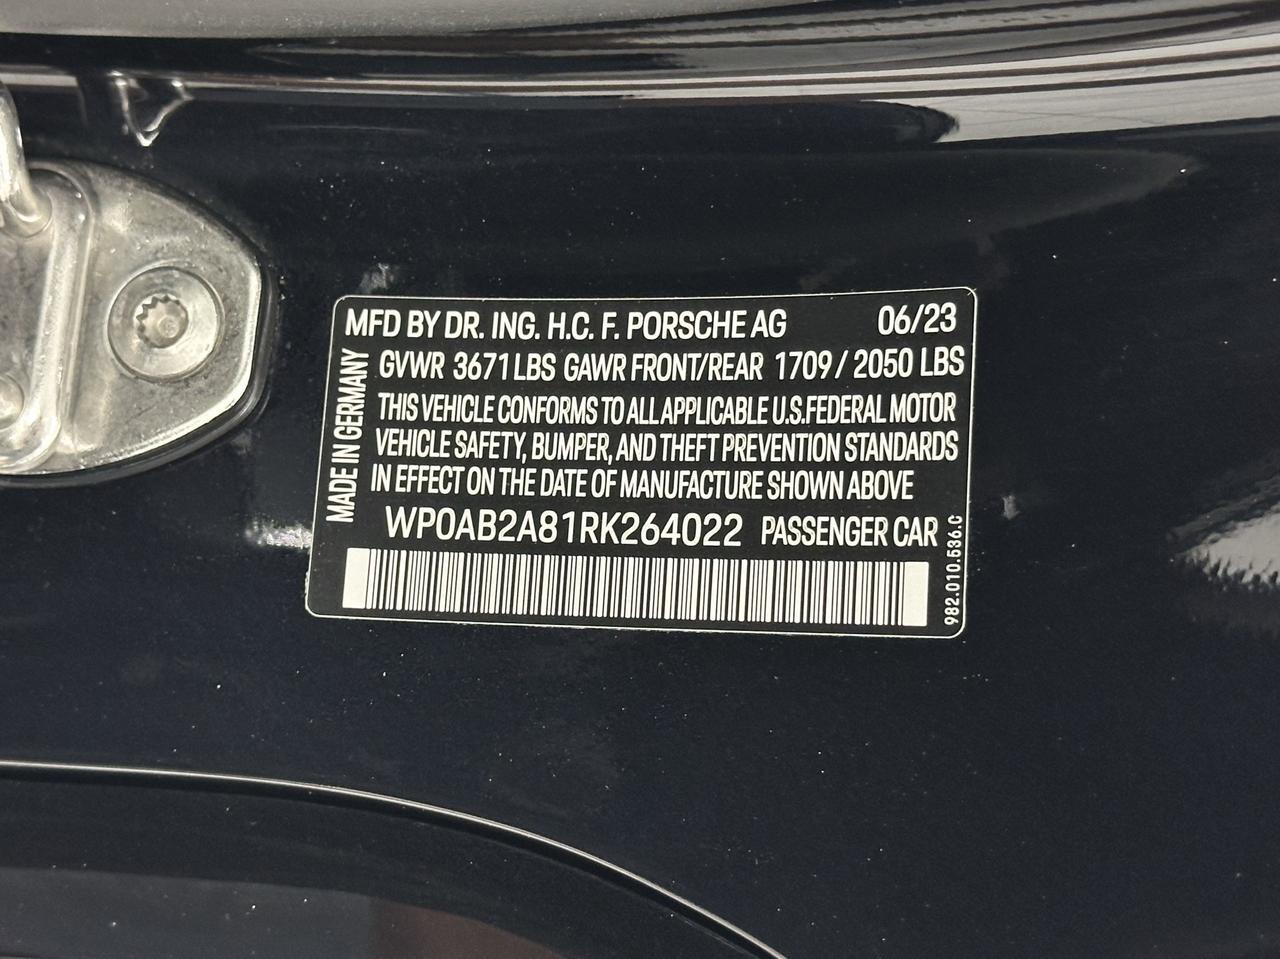 MFD BY DR. ING. H.C. F. PORSCHE AG 06/23
GVWR 3671 LBS GAWR FRONT/REAR 1709 / 2050 LBS
THIS VEHICLE CONFORMS TO ALL APPLICABLE U.S.FEDERAL MOTOR
VEHICLE SAFETY, BUMPER, AND THEFT PREVENTION STANDARDS
IN EFFECT ON THE DATE OF MANUFACTURE SHOWN ABOVE
WP0AB2A81RK264022 PASSENGER CAR
MADE IN GERMANY
982.010.536.C